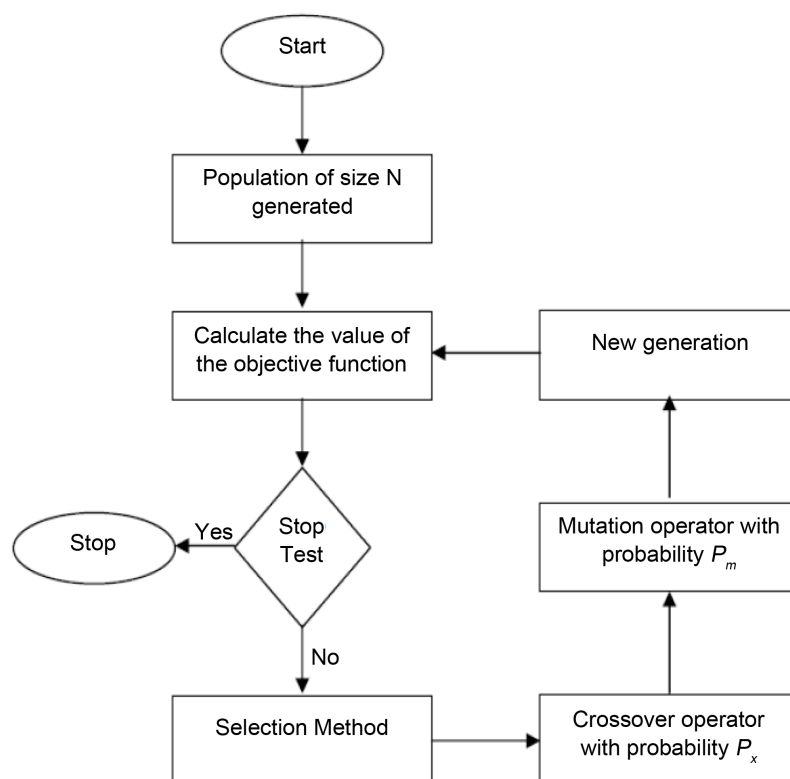 Start
Population of size N
generated
Calculate the value of
the objective function
New generation
Stop
Test
Yes
Stop
No
Mutation operator with
probability Pm
Selection Method
Crossover operator
with probability Px